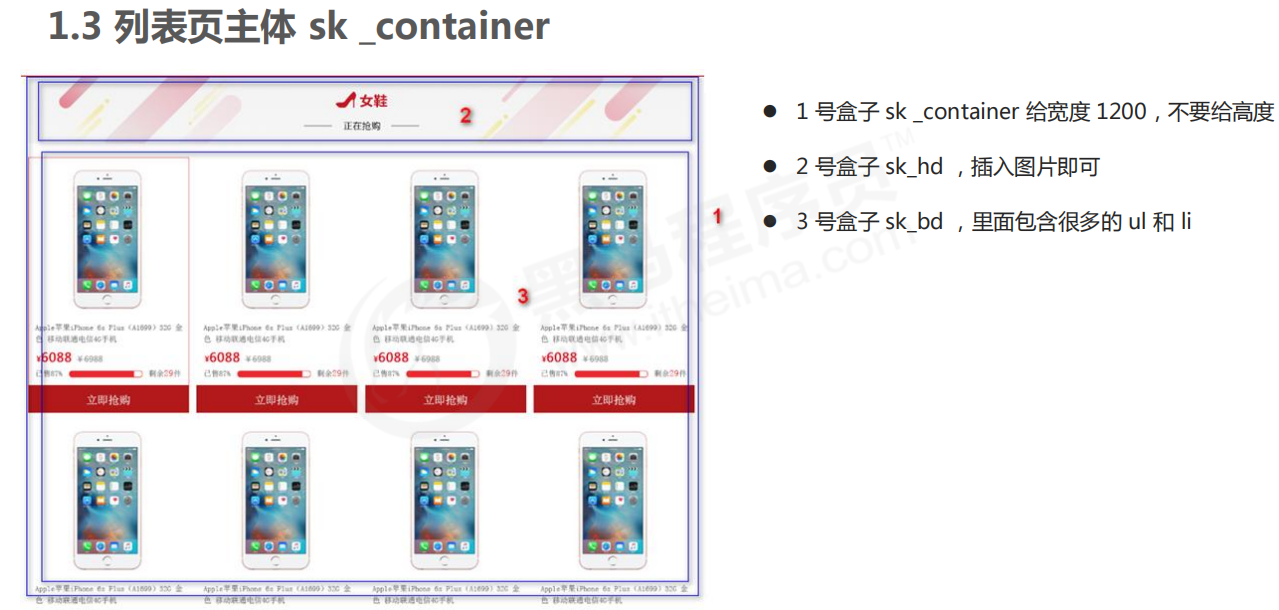 1.3 列表页主体 sk _container
女鞋
正在抢购
2
● 1 号盒子 sk _container 给宽度 1200，不要给高度
● 2 号盒子 sk_hd ，插入图片即可
● 3 号盒子 sk_bd ，里面包含很多的 ul 和 li
1
3
黑马程序员™
www.itheima.com
Apple苹果iPhone 6s Plus（A1699）32G 金 Apple苹果iPhone 6s Plus（A1699）32G 金 Apple苹果iPhone 6s Plus（A1699）32G 金 Apple苹果iPhone 6s Plus（A1699）32G 金
色 移动联通电信4G手机 色 移动联通电信4G手机 色 移动联通电信4G手机 色 移动联通电信4G手机
¥6088 ¥6988 ¥6088 ¥6988 ¥6088 ¥6988 ¥6088 ¥6988
已售87% 剩余29件 已售87% 剩余29件 已售87% 剩余29件 已售87% 剩余29件
立即抢购 立即抢购 立即抢购 立即抢购
Apple苹果iPhone 6s Plus（A1699）32G 金 Apple苹果iPhone 6s Plus（A1699）32G 金 Apple苹果iPhone 6s Plus（A1699）32G 金 Apple苹果iPhone 6s Plus（A1699）32G 金
色 移动联通电信4G手机 色 移动联通电信4G手机 色 移动联通电信4G手机 色 移动联通电信4G手机